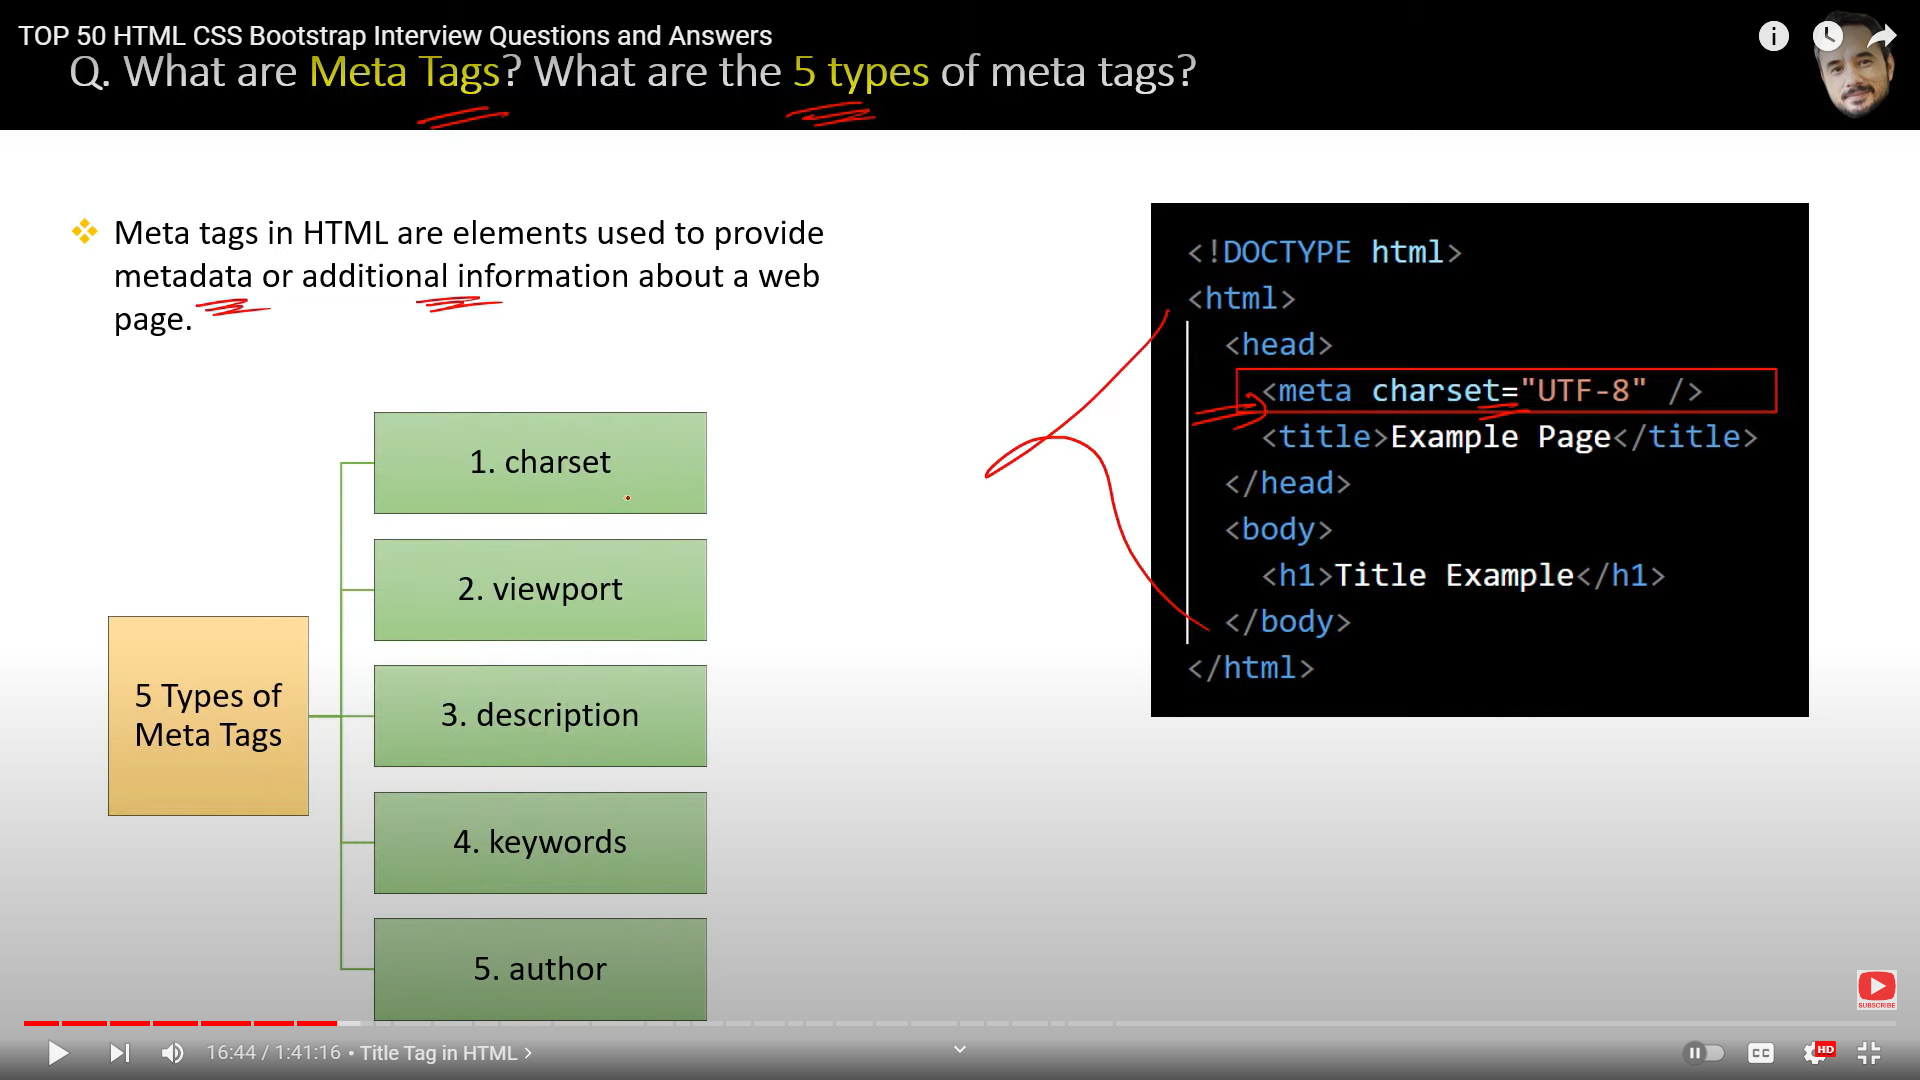 TOP 50 HTML CSS Bootstrap Interview Questions and Answers
Q. What are Meta Tags? What are the 5 types of meta tags?
Meta tags in HTML are elements used to provide
metadata or additional information about a web
page.
<!DOCTYPE html>
<html>
<head>
<meta charset="UTF-8" />
<title>Example Page</title>
</head>
<body>
<h1>Title Example</h1>
</body>
</html>
5 Types of
Meta Tags
1. charset
2. viewport
3. description
4. keywords
5. author
SUBSCRIBE
16:44 / 1:41:16 • Title Tag in HTML
CC
HD